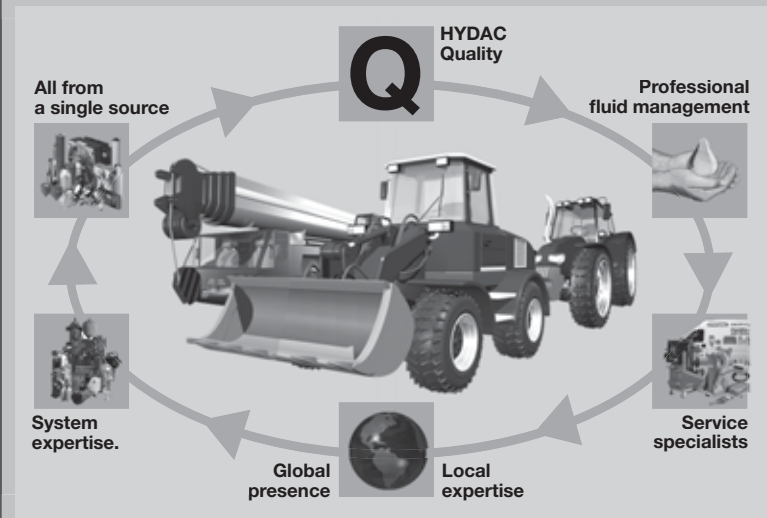 Q
HYDAC
Quality
All from
a single source
Professional
fluid management
System
expertise.
Service
specialists
Global
presence
Local
expertise